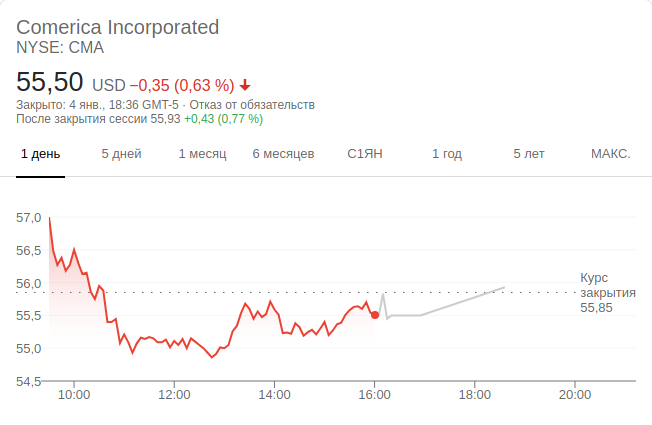 Comerica Incorporated
NYSE: CMA
55,50 USD −0,35 (0,63 %)
Закрыто: 4 янв., 18:36 GMT-5 · Отказ от обязательств
После закрытия сессии 55,93 +0,43 (0,77 %)
1 день 5 дней 1 месяц 6 месяцев С1ЯН 1 год 5 лет МАКС.
57,0
56,5
56,0
55,5
55,0
54,5
Курс
закрытия
55,85
10:00 12:00 14:00 16:00 18:00 20:00